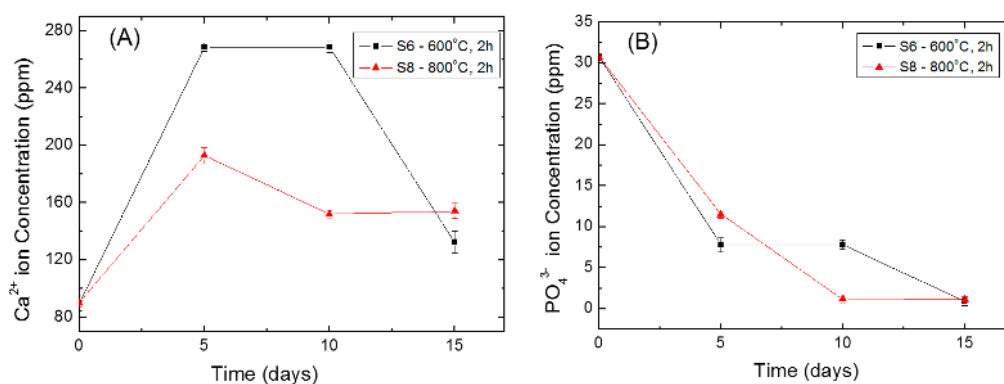 (A)
S6 - 600°C, 2h
S8 - 800°C, 2h
Ca²⁺ ion Concentration (ppm)
280
240
200
160
120
80
0 5 10 15
Time (days)
(B)
S6 - 600°C, 2h
S8 - 800°C, 2h
PO₄³⁻ ion Concentration (ppm)
35
30
25
20
15
10
5
0
0 5 10 15
Time (days)